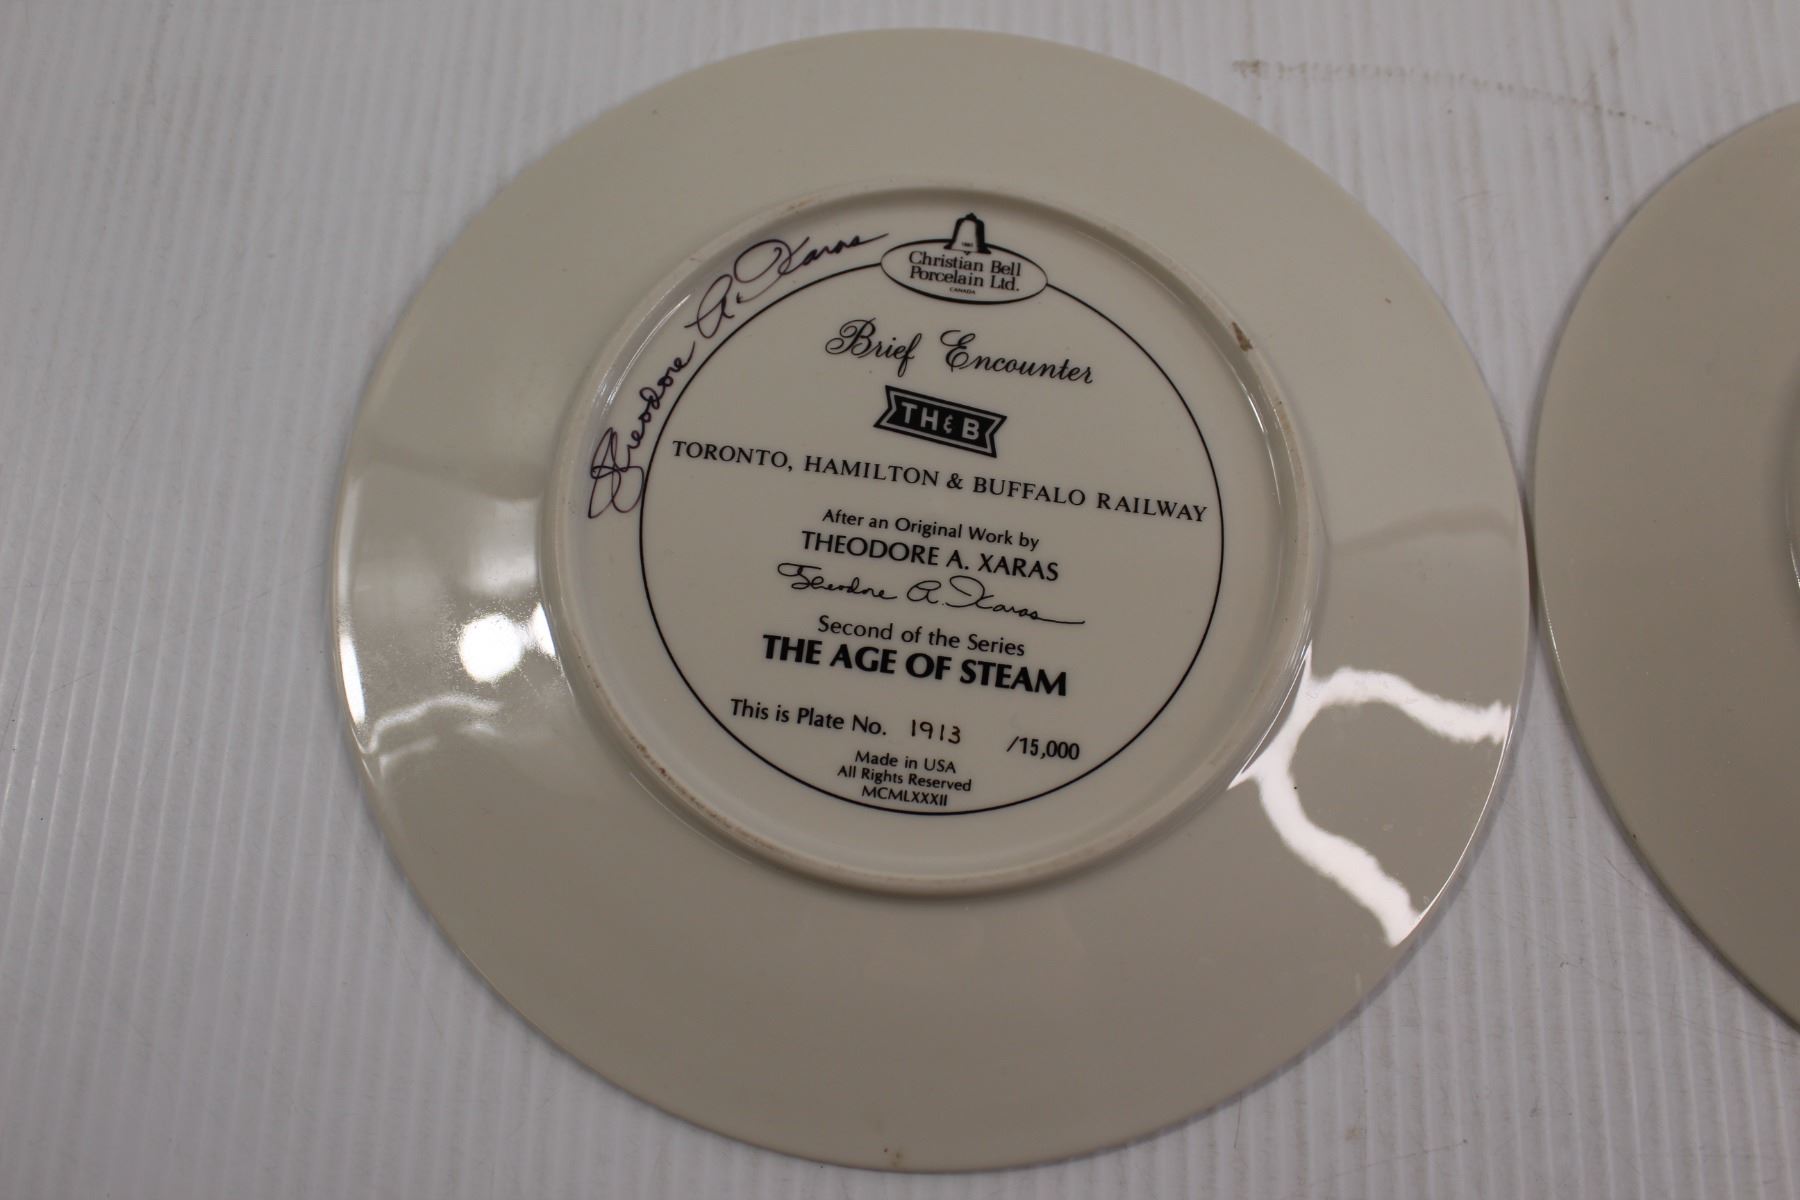 Theodore A. Xaras
Christian Bell
Porcelain Ltd.
CANADA
Brief Encounter
TH&B
TORONTO, HAMILTON & BUFFALO RAILWAY
After an Original Work by
THEODORE A. XARAS
Theodore A. Xaras
Second of the Series
THE AGE OF STEAM
This is Plate No. 1913 /15,000
Made in USA
All Rights Reserved
MCMLXXXII